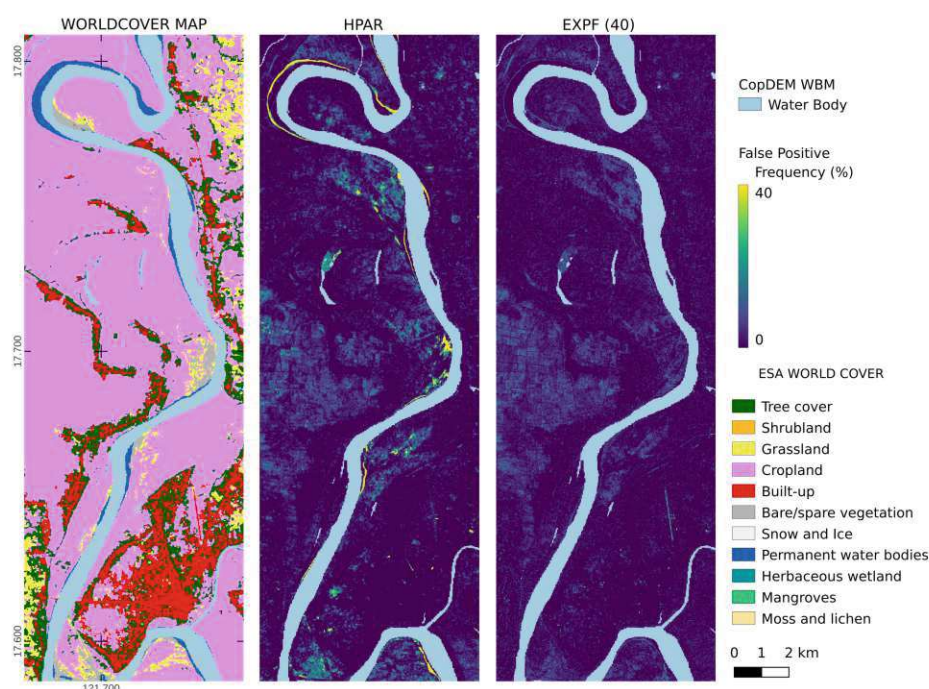 WORLDCOVER MAP
HPAR
EXPF (40)
17.800
17.700
17.600
121.700
CopDEM WBM
Water Body
False Positive
Frequency (%)
40
0
ESA WORLD COVER
Tree cover
Shrubland
Grassland
Cropland
Built-up
Bare/spare vegetation
Snow and Ice
Permanent water bodies
Herbaceous wetland
Mangroves
Moss and lichen
0 1 2 km